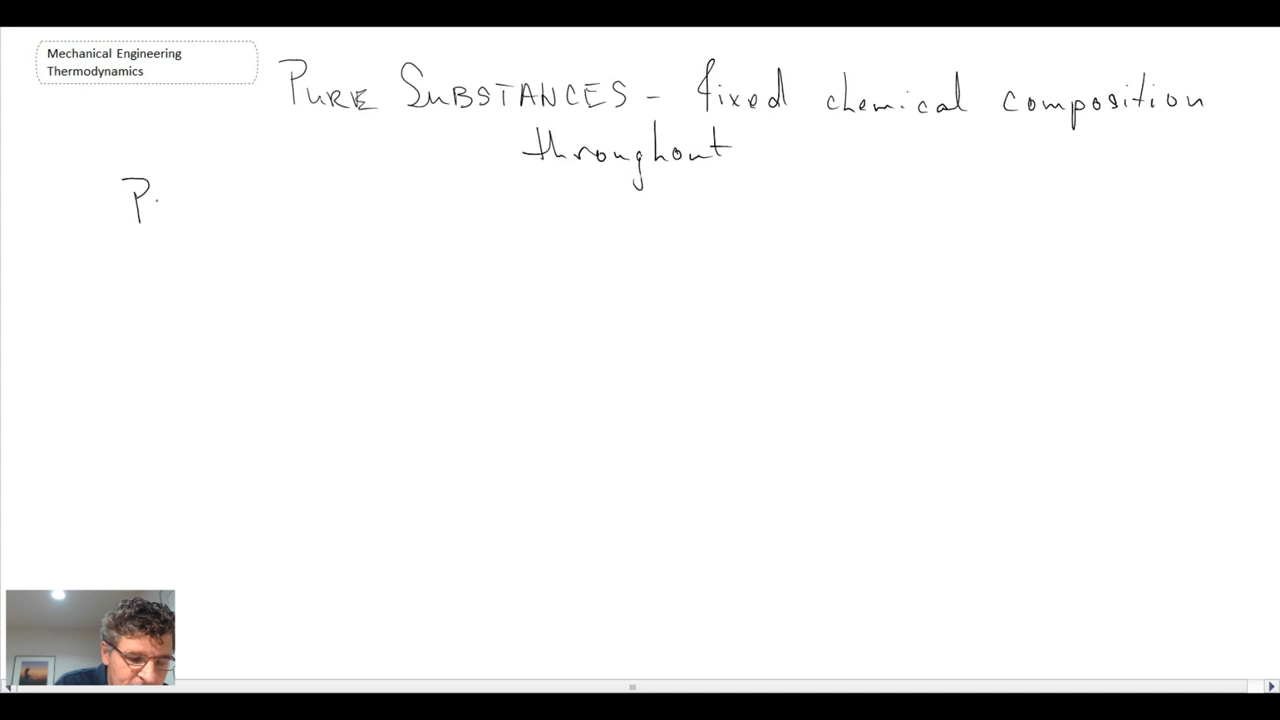 Mechanical Engineering
Thermodynamics
PURE SUBSTANCES - fixed chemical composition
throughout
P